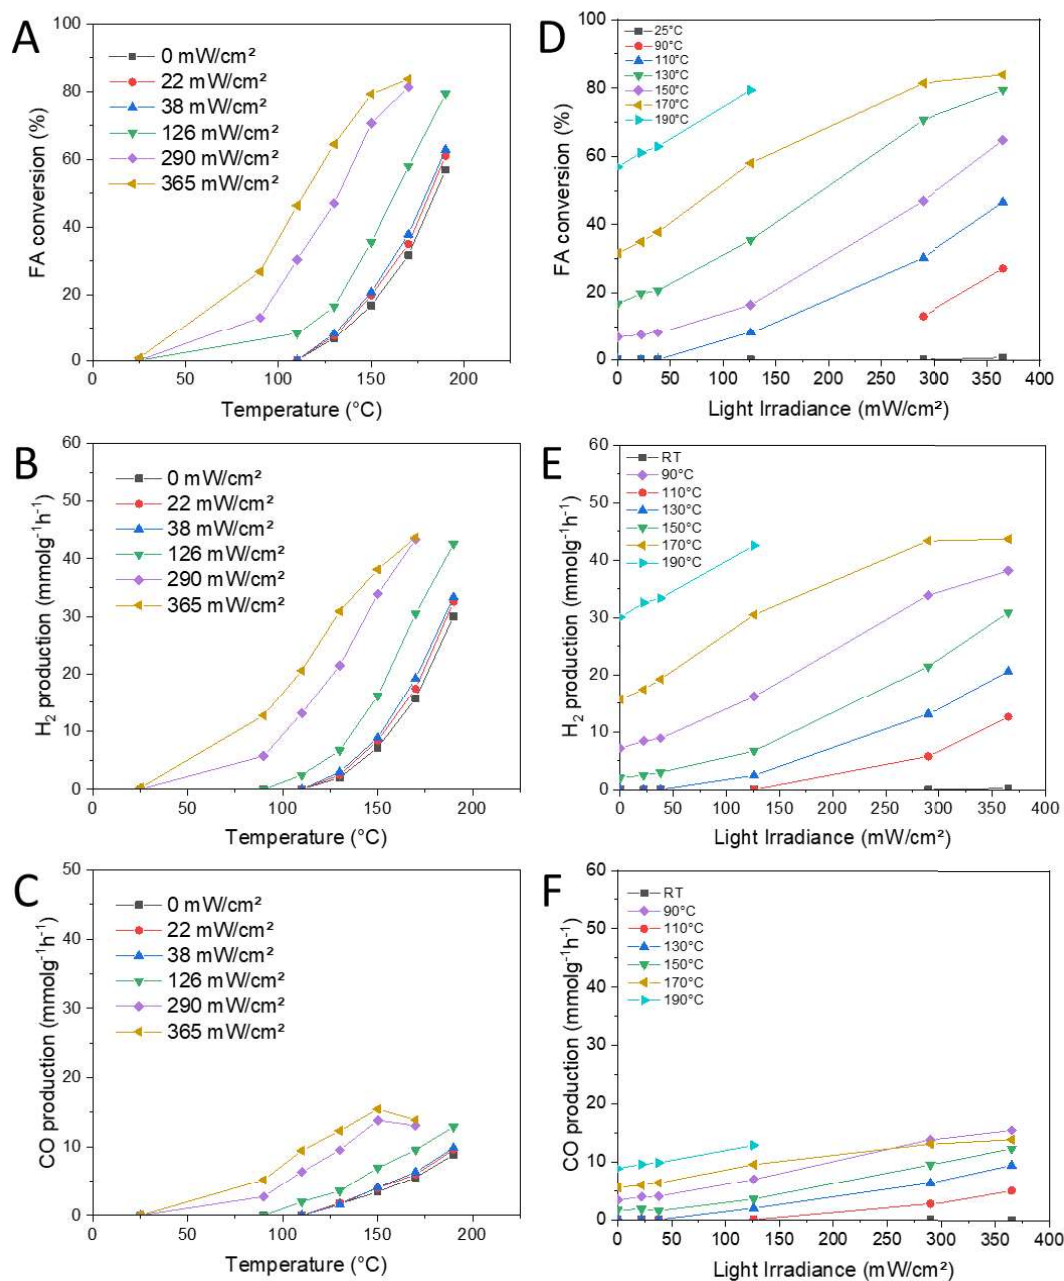 A
FA conversion (%)
100
80
60
40
20
0
0 mW/cm²
22 mW/cm²
38 mW/cm²
126 mW/cm²
290 mW/cm²
365 mW/cm²
0 50 100 150 200
Temperature (°C)
D
FA conversion (%)
100
80
60
40
20
0
25°C
90°C
110°C
130°C
150°C
170°C
190°C
0 50 100 150 200 250 300 350 400
Light Irradiance (mW/cm²)
B
H₂ production (mmolg⁻¹h⁻¹)
60
50
40
30
20
10
0
0 mW/cm²
22 mW/cm²
38 mW/cm²
126 mW/cm²
290 mW/cm²
365 mW/cm²
0 50 100 150 200
Temperature (°C)
E
H₂ production (mmolg⁻¹h⁻¹)
60
50
40
30
20
10
0
RT
90°C
110°C
130°C
150°C
170°C
190°C
0 50 100 150 200 250 300 350 400
Light Irradiance (mW/cm²)
C
CO production (mmolg⁻¹h⁻¹)
50
40
30
20
10
0
0 mW/cm²
22 mW/cm²
38 mW/cm²
126 mW/cm²
290 mW/cm²
365 mW/cm²
0 50 100 150 200
Temperature (°C)
F
CO production (mmolg⁻¹h⁻¹)
60
50
40
30
20
10
0
RT
90°C
110°C
130°C
150°C
170°C
190°C
0 50 100 150 200 250 300 350 400
Light Irradiance (mW/cm²)